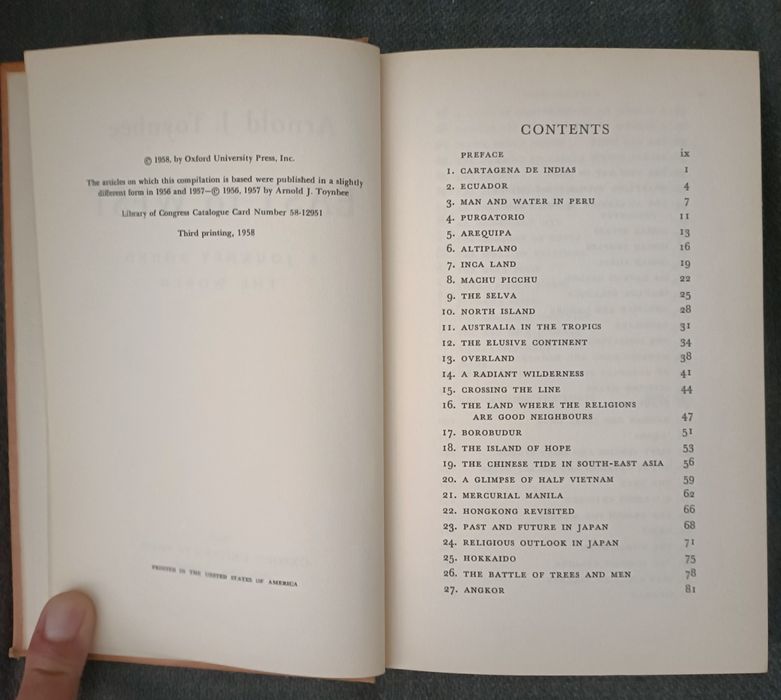 © 1958, by Oxford University Press, Inc.
The articles on which this compilation is based were published in a slightly
different form in 1956 and 1957—© 1956, 1957 by Arnold J. Toynbee
Library of Congress Catalogue Card Number 58-12951
Third printing, 1958
PRINTED IN THE UNITED STATES OF AMERICA
CONTENTS
PREFACE ix
1. CARTAGENA DE INDIAS 1
2. ECUADOR 4
3. MAN AND WATER IN PERU 7
4. PURGATORIO 11
5. AREQUIPA 13
6. ALTIPLANO 16
7. INCA LAND 19
8. MACHU PICCHU 22
9. THE SELVA 25
10. NORTH ISLAND 28
11. AUSTRALIA IN THE TROPICS 31
12. THE ELUSIVE CONTINENT 34
13. OVERLAND 38
14. A RADIANT WILDERNESS 41
15. CROSSING THE LINE 44
16. THE LAND WHERE THE RELIGIONS
ARE GOOD NEIGHBOURS 47
17. BOROBUDUR 51
18. THE ISLAND OF HOPE 53
19. THE CHINESE TIDE IN SOUTH-EAST ASIA 56
20. A GLIMPSE OF HALF VIETNAM 59
21. MERCURIAL MANILA 62
22. HONGKONG REVISITED 66
23. PAST AND FUTURE IN JAPAN 68
24. RELIGIOUS OUTLOOK IN JAPAN 71
25. HOKKAIDO 75
26. THE BATTLE OF TREES AND MEN 78
27. ANGKOR 81